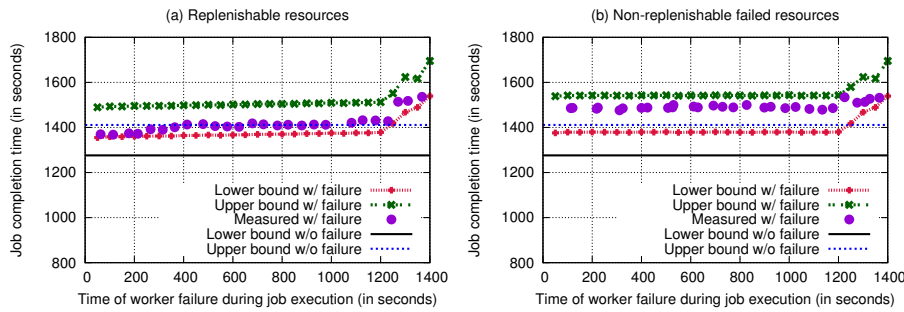 (a) Replenishable resources
1800
1600
1400
1200
1000
800
Job completion time (in seconds)
Lower bound w/ failure
Upper bound w/ failure
Measured w/ failure
Lower bound w/o failure
Upper bound w/o failure
0 200 400 600 800 1000 1200 1400
Time of worker failure during job execution (in seconds)
(b) Non-replenishable failed resources
1800
1600
1400
1200
1000
800
Job completion time (in seconds)
Lower bound w/ failure
Upper bound w/ failure
Measured w/ failure
Lower bound w/o failure
Upper bound w/o failure
0 200 400 600 800 1000 1200 1400
Time of worker failure during job execution (in seconds)